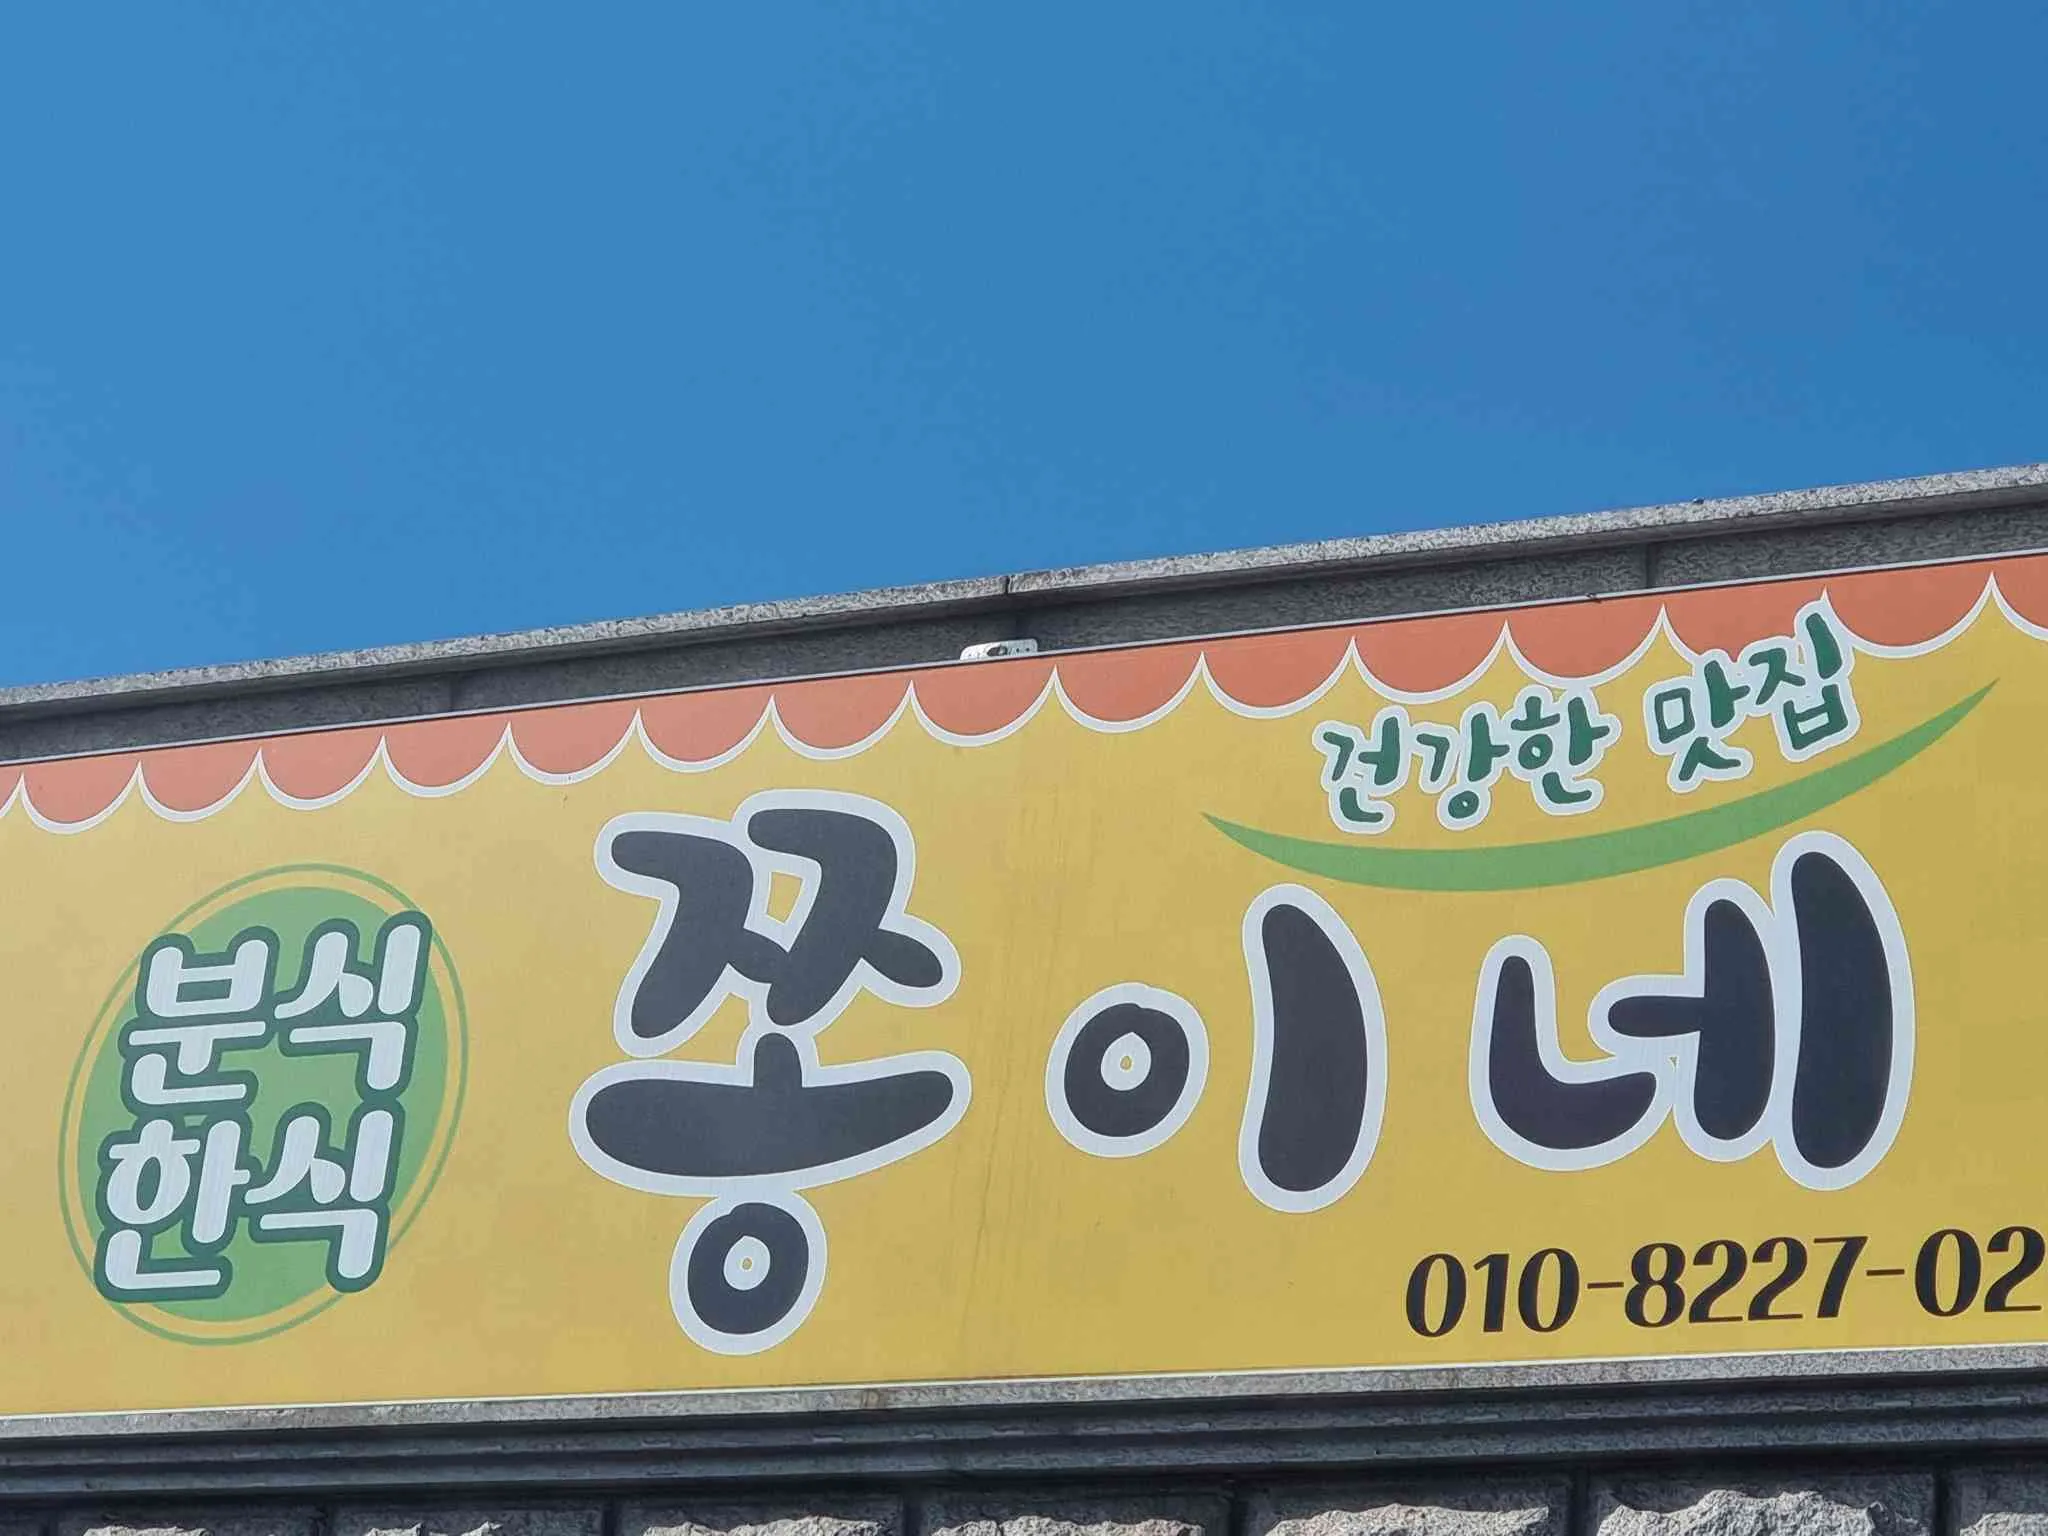 건강한 맛집
분식
한식
쫑이네
010-8227-02